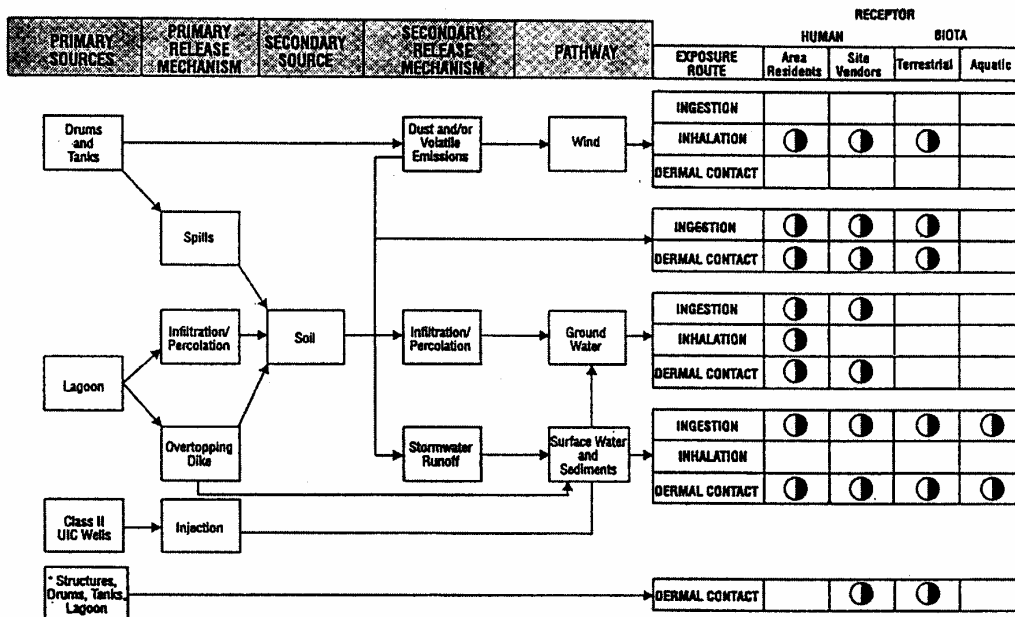 RECEPTOR
HUMAN BIOTA
PRIMARY SOURCES
PRIMARY RELEASE MECHANISM
SECONDARY SOURCE
SECONDARY RELEASE MECHANISM
PATHWAY
EXPOSURE ROUTE
Area Residents
Site Vendors
Terrestrial
Aquatic
Drums
and
Tanks
Dust and/or
Volatile
Emissions
Wind
INGESTION
INHALATION
DERMAL CONTACT
Spills
INGESTION
DERMAL CONTACT
Lagoon
Infiltration/
Percolation
Soil
Infiltration/
Percolation
Ground
Water
INGESTION
INHALATION
DERMAL CONTACT
Overtopping
Dike
Stormwater
Runoff
Surface Water
and
Sediments
INGESTION
INHALATION
DERMAL CONTACT
Class II
UIC Wells
Injection
* Structures,
Drums, Tanks,
Lagoon
DERMAL CONTACT